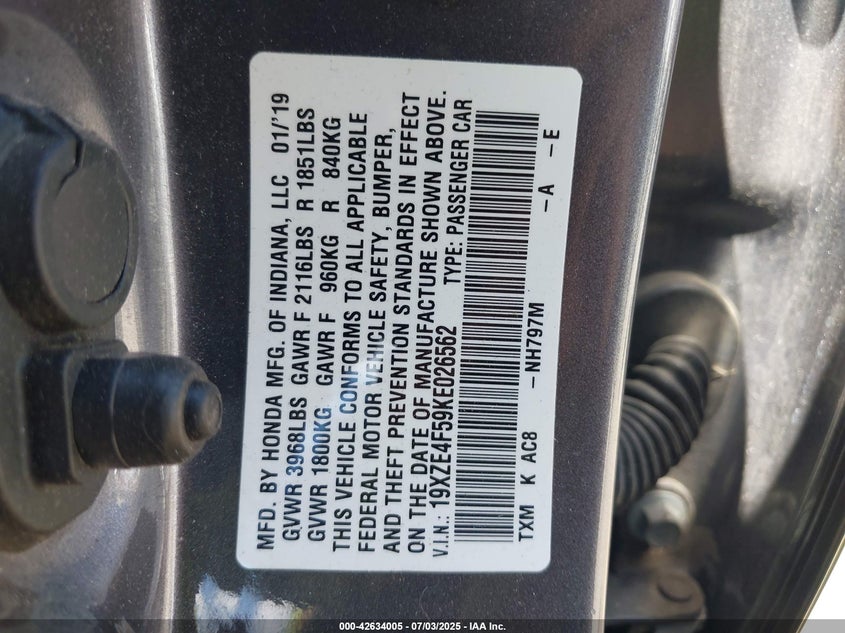 MFD. BY HONDA MFG. OF INDIANA, LLC 01/'19
GVWR 3968LBS GAWR F 2116LBS R 1851LBS
GVWR 1800KG GAWR F 960KG R 840KG
THIS VEHICLE CONFORMS TO ALL APPLICABLE
FEDERAL MOTOR VEHICLE SAFETY, BUMPER,
AND THEFT PREVENTION STANDARDS IN EFFECT
ON THE DATE OF MANUFACTURE SHOWN ABOVE.
V.I.N.: 19XZE4F59KE026562 TYPE: PASSENGER CAR
TXM K AC8 -NH797M -A -E
000-42634005 - 07/03/2025 - IAA Inc.